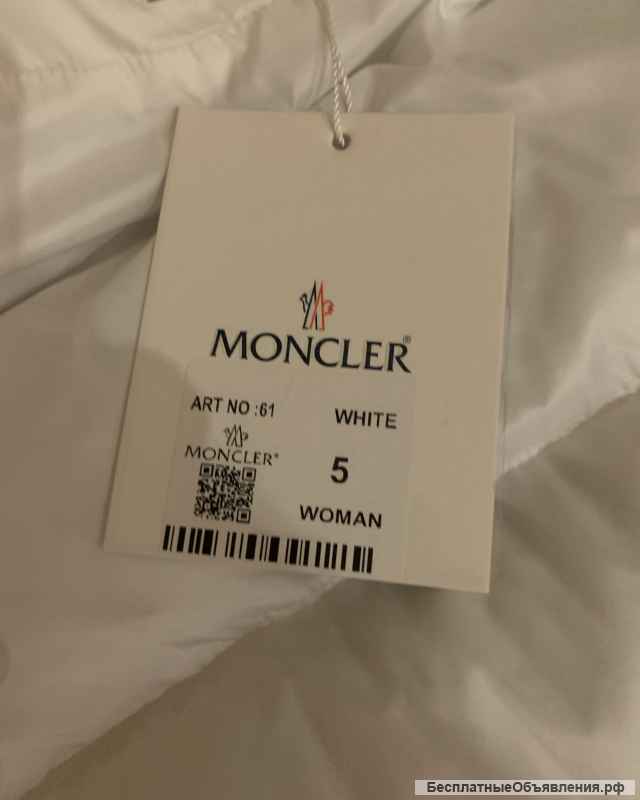 MONCLER®
ART NO :61 WHITE
MONCLER®
5
WOMAN
БесплатныеОбъявления.рф